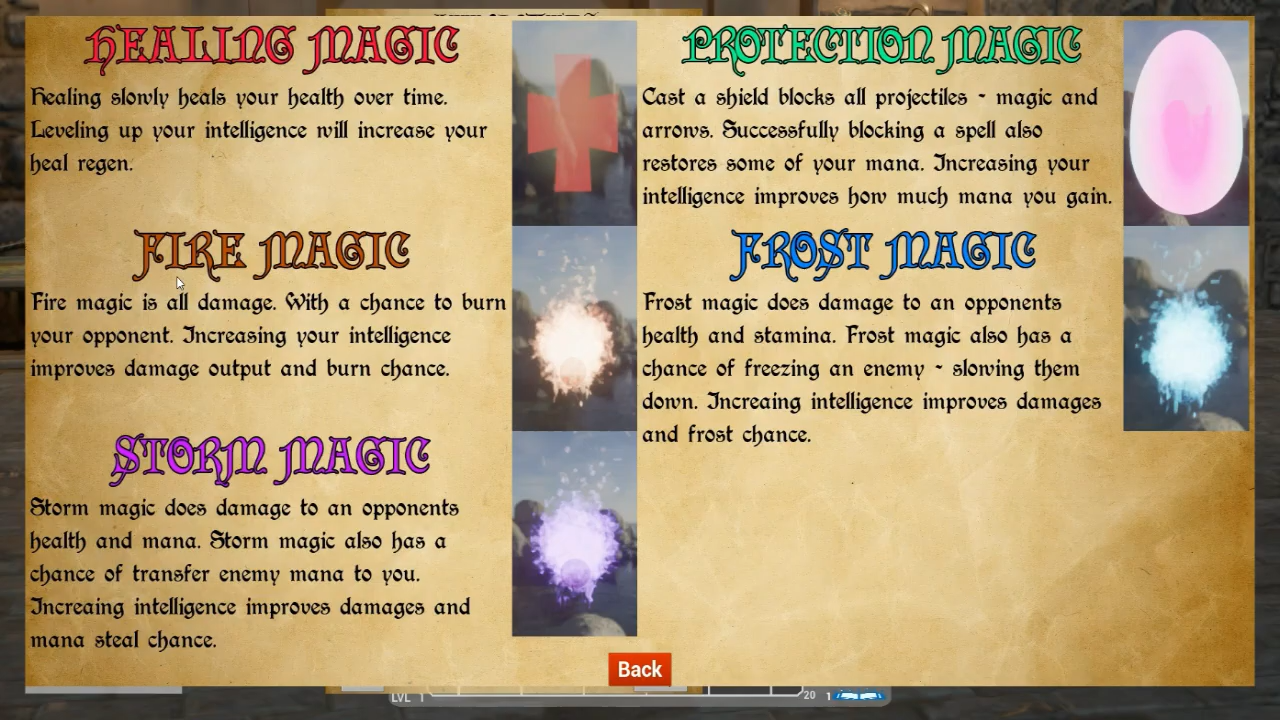 HEALING MAGIC
Healing slowly heals your health over time.
Leveling up your intelligence will increase your
heal regen.
PROTECTION MAGIC
Cast a shield blocks all projectiles - magic and
arrows. Successfully blocking a spell also
restores some of your mana. Increasing your
intelligence improves how much mana you gain.
FIRE MAGIC
Fire magic is all damage. With a chance to burn
your opponent. Increasing your intelligence
improves damage output and burn chance.
FROST MAGIC
Frost magic does damage to an opponents
health and stamina. Frost magic also has a
chance of freezing an enemy - slowing them
down. Increaing intelligence improves damages
and frost chance.
STORM MAGIC
Storm magic does damage to an opponents
health and mana. Storm magic also has a
chance of transfer enemy mana to you.
Increaing intelligence improves damages and
mana steal chance.
Back
LVL 1
20 1